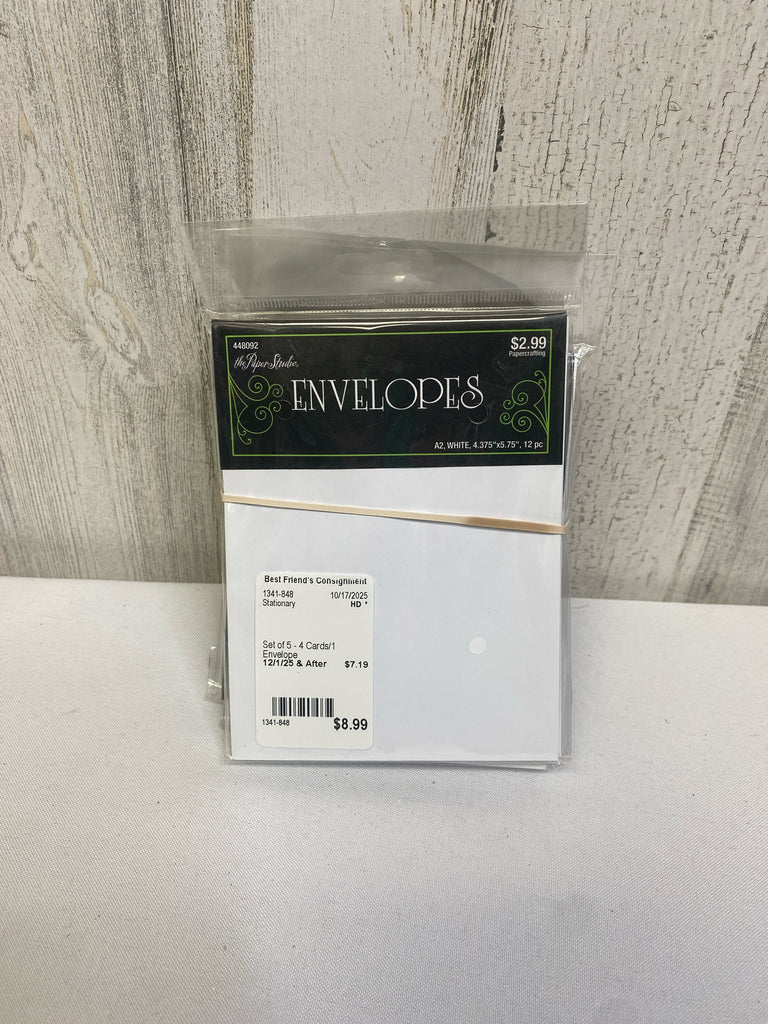 448092
$2.99
Papercrafting
the Paper Studio
ENVELOPES
A2, WHITE, 4.375"x5.75", 12 pc
Best Friend's Consignment
1341-848 10/17/2025
Stationary HD *
Set of 5 - 4 Cards/1
Envelope
12/1/25 & After $7.19
1341-848 $8.99